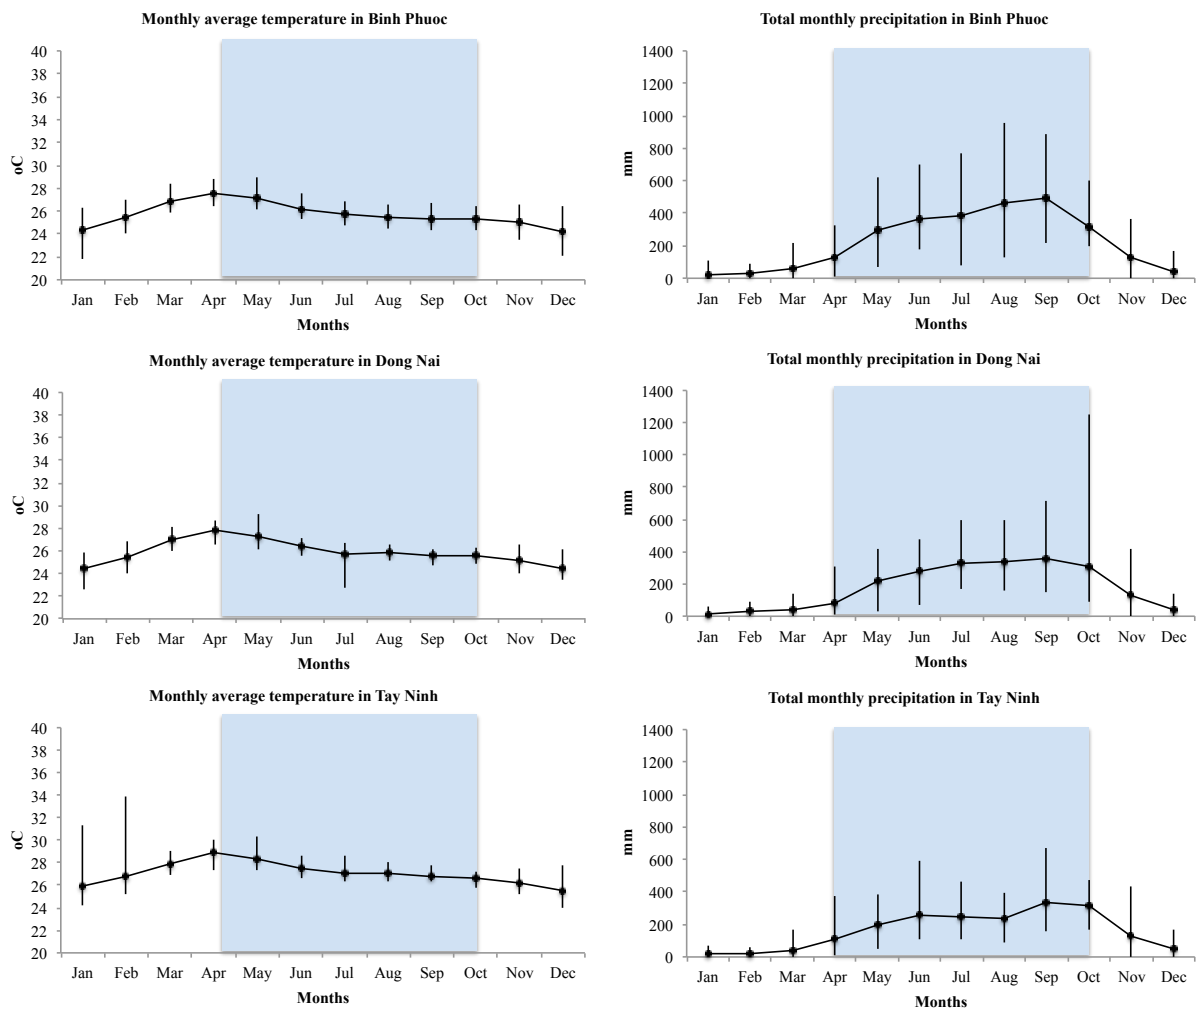 Monthly average temperature in Binh Phuoc
40
38
36
34
32
30
28
26
24
22
20
oC
Jan Feb Mar Apr May Jun Jul Aug Sep Oct Nov Dec
Months
Total monthly precipitation in Binh Phuoc
1400
1200
1000
800
600
400
200
0
mm
Jan Feb Mar Apr May Jun Jul Aug Sep Oct Nov Dec
Months
Monthly average temperature in Dong Nai
40
38
36
34
32
30
28
26
24
22
20
oC
Jan Feb Mar Apr May Jun Jul Aug Sep Oct Nov Dec
Months
Total monthly precipitation in Dong Nai
1400
1200
1000
800
600
400
200
0
mm
Jan Feb Mar Apr May Jun Jul Aug Sep Oct Nov Dec
Months
Monthly average temperature in Tay Ninh
40
38
36
34
32
30
28
26
24
22
20
oC
Jan Feb Mar Apr May Jun Jul Aug Sep Oct Nov Dec
Months
Total monthly precipitation in Tay Ninh
1400
1200
1000
800
600
400
200
0
mm
Jan Feb Mar Apr May Jun Jul Aug Sep Oct Nov Dec
Months